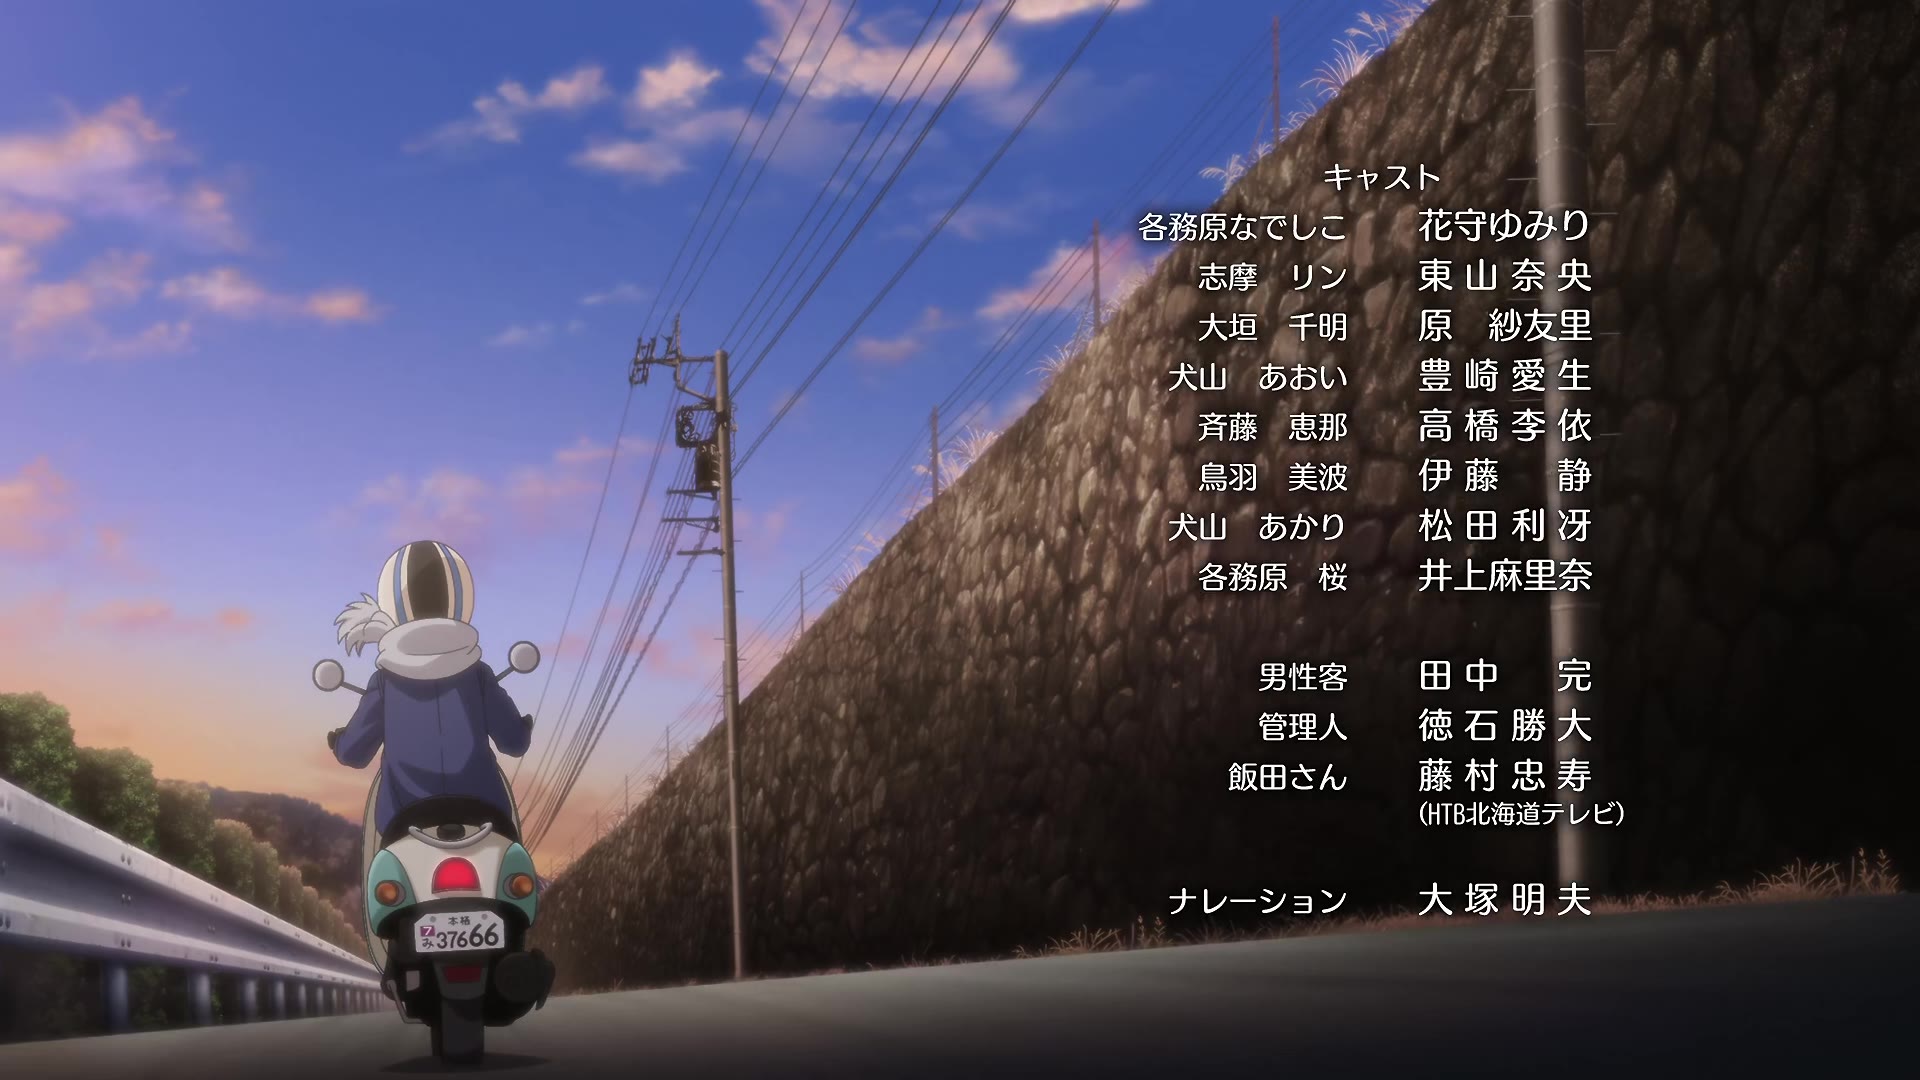 キャスト
各務原なでしこ　花守ゆみり
志摩　リン　東山奈央
大垣　千明　原　紗友里
犬山　あおい　豊崎愛生
斉藤　恵那　高橋李依
鳥羽　美波　伊藤　静
犬山　あかり　松田利冴
各務原　桜　井上麻里奈
男性客　田中　完
管理人　徳石勝大
飯田さん　藤村忠寿
(HTB北海道テレビ)
ナレーション　大塚明夫
本栖
7
み37666